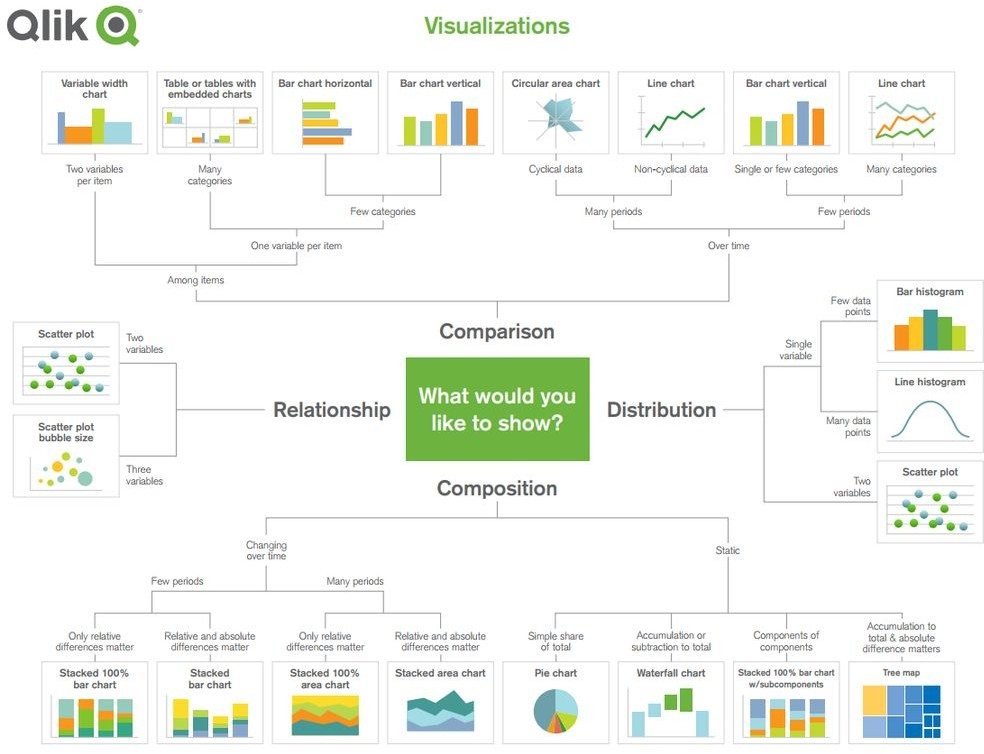 Qlik
Visualizations
Variable width
chart
Table or tables with
embedded charts
Bar chart horizontal
Bar chart vertical
Circular area chart
Line chart
Bar chart vertical
Line chart
Two variables
per item
Many
categories
Cyclical data
Non-cyclical data
Single or few categories
Many categories
Few categories
Many periods
Few periods
One variable per item
Over time
Among items
Comparison
Scatter plot
Two
variables
Scatter plot
bubble size
Three
variables
Relationship
What would you
like to show?
Distribution
Single
variable
Few data
points
Bar histogram
Many data
points
Line histogram
Two
variables
Scatter plot
Composition
Changing
over time
Static
Few periods
Many periods
Only relative
differences matter
Relative and absolute
differences matter
Only relative
differences matter
Relative and absolute
differences matter
Simple share
of total
Accumulation or
subtraction to total
Components of
components
Accumulation to
total & absolute
difference matters
Stacked 100%
bar chart
Stacked
bar chart
Stacked 100%
area chart
Stacked area chart
Pie chart
Waterfall chart
Stacked 100% bar chart
w/subcomponents
Tree map